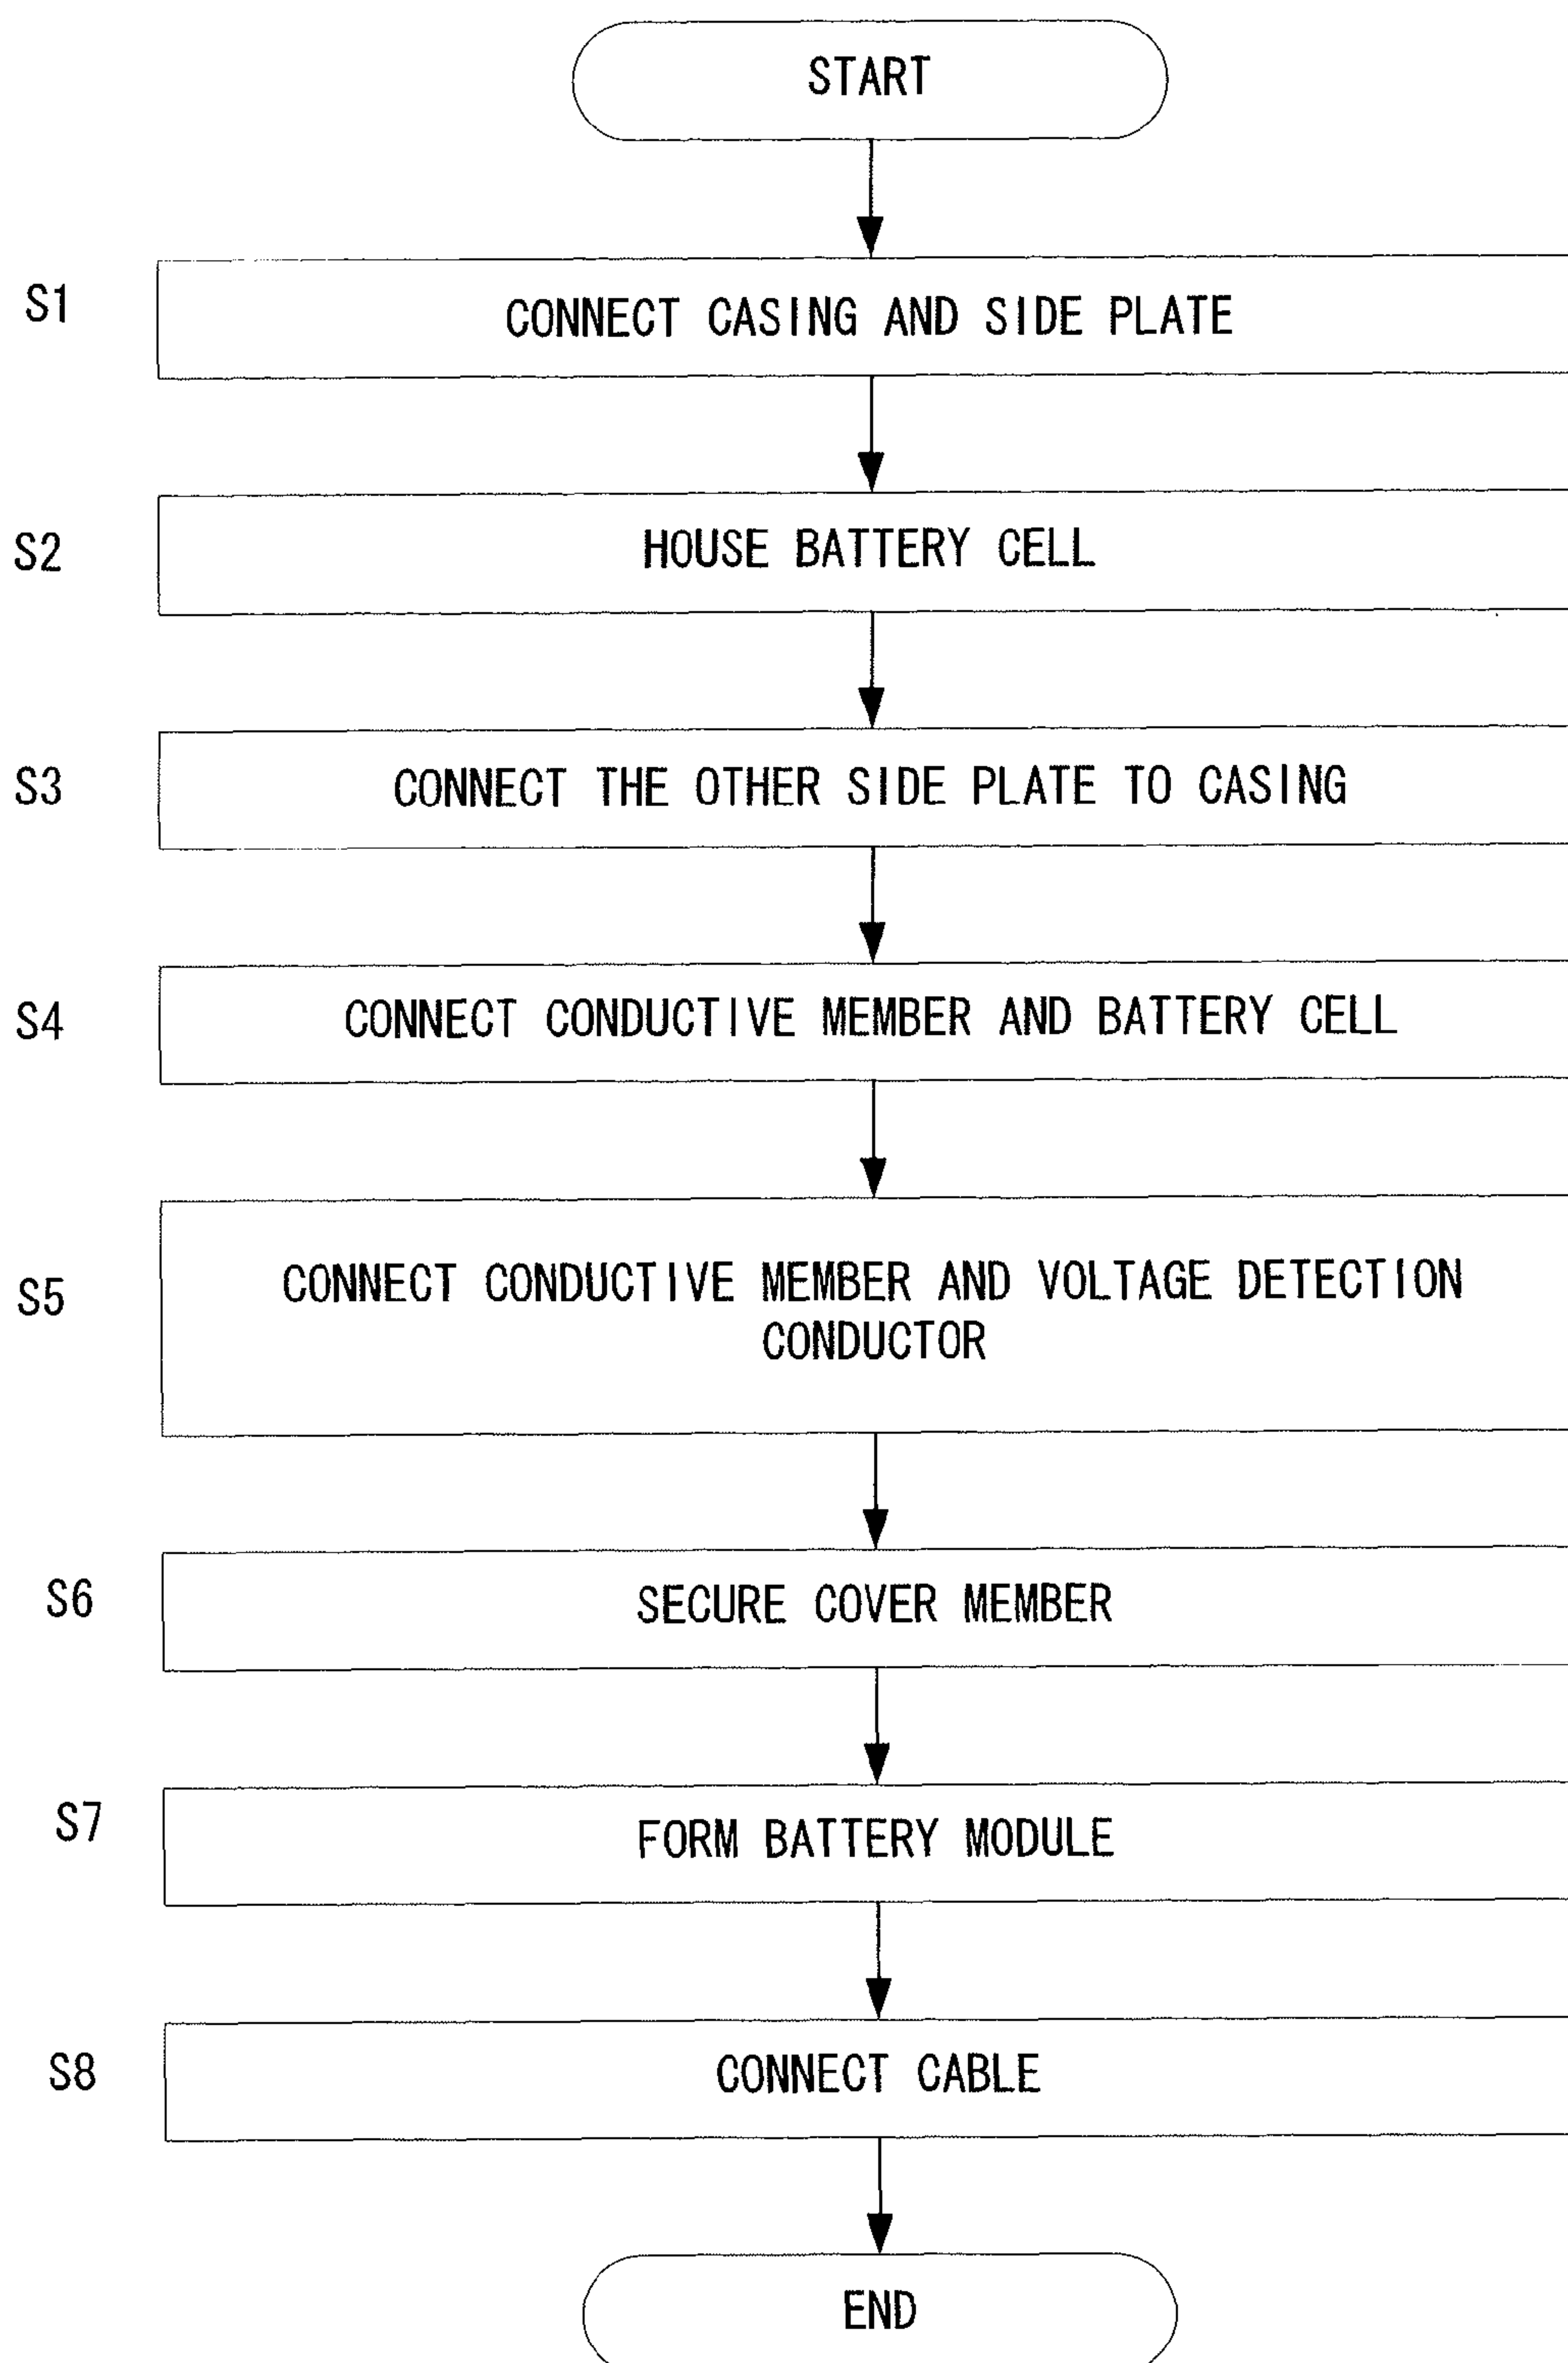 START
S1
CONNECT CASING AND SIDE PLATE
S2
HOUSE BATTERY CELL
S3
CONNECT THE OTHER SIDE PLATE TO CASING
S4
CONNECT CONDUCTIVE MEMBER AND BATTERY CELL
S5
CONNECT CONDUCTIVE MEMBER AND VOLTAGE DETECTION
CONDUCTOR
S6
SECURE COVER MEMBER
S7
FORM BATTERY MODULE
S8
CONNECT CABLE
END